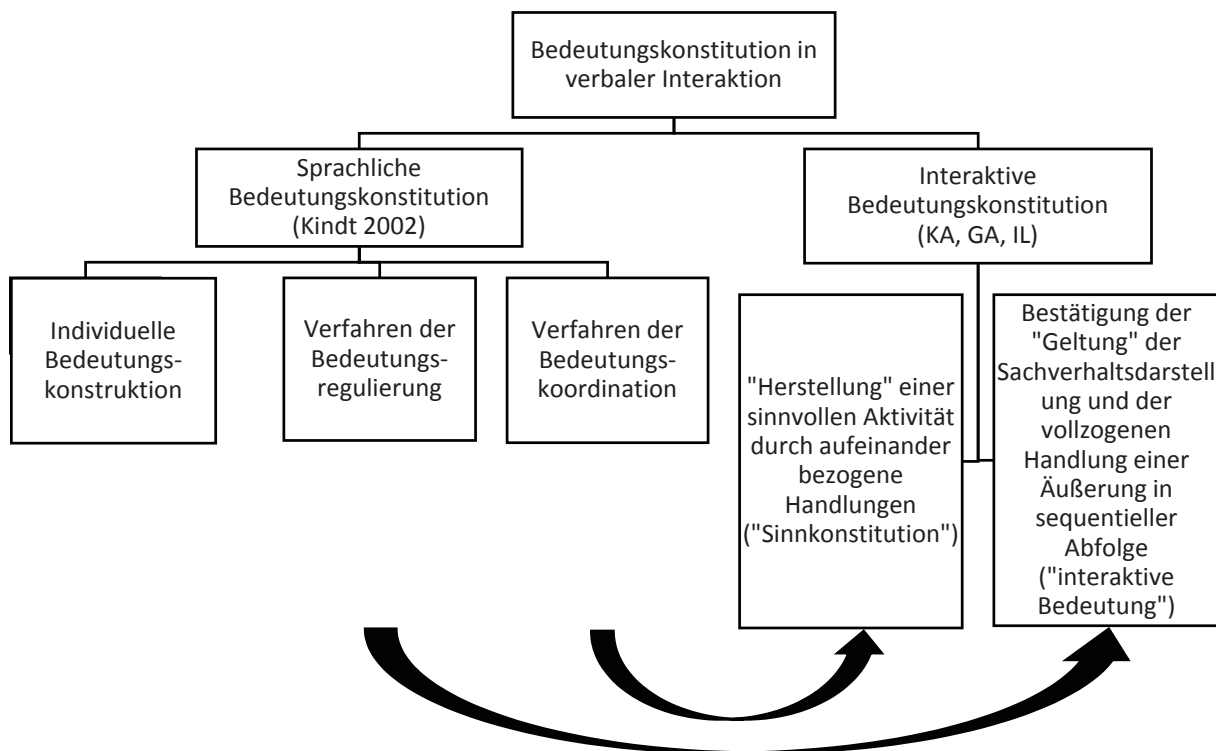 Bedeutungskonstitution in
verbaler Interaktion
Sprachliche
Bedeutungskonstitution
(Kindt 2002)
Interaktive
Bedeutungskonstitution
(KA, GA, IL)
Individuelle
Bedeutungs-
konstruktion
Verfahren der
Bedeutungs-
regulierung
Verfahren der
Bedeutungs-
koordination
"Herstellung" einer
sinnvollen Aktivität
durch aufeinander
bezogene
Handlungen
("Sinnkonstitution")
Bestätigung der
"Geltung" der
Sachverhaltsdarstell
ung und der
vollzogenen
Handlung einer
Äußerung in
sequentieller
Abfolge
("interaktive
Bedeutung")